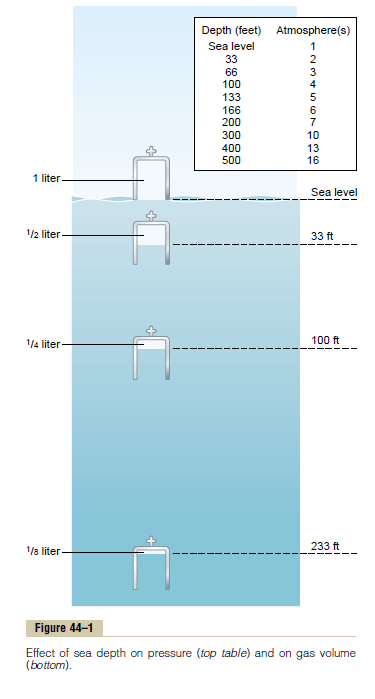 Depth (feet) Atmosphere(s)
Sea level 1
33 2
66 3
100 4
133 5
166 6
200 7
300 10
400 13
500 16
1 liter
Sea level
1/2 liter
33 ft
1/4 liter
100 ft
1/8 liter
233 ft
Figure 44–1
Effect of sea depth on pressure (top table) and on gas volume
(bottom).